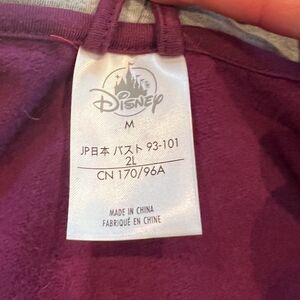 Disney
M
JP日本 バスト 93-101
2L
CN 170/96A
MADE IN CHINA
FABRIQUÉ EN CHINE